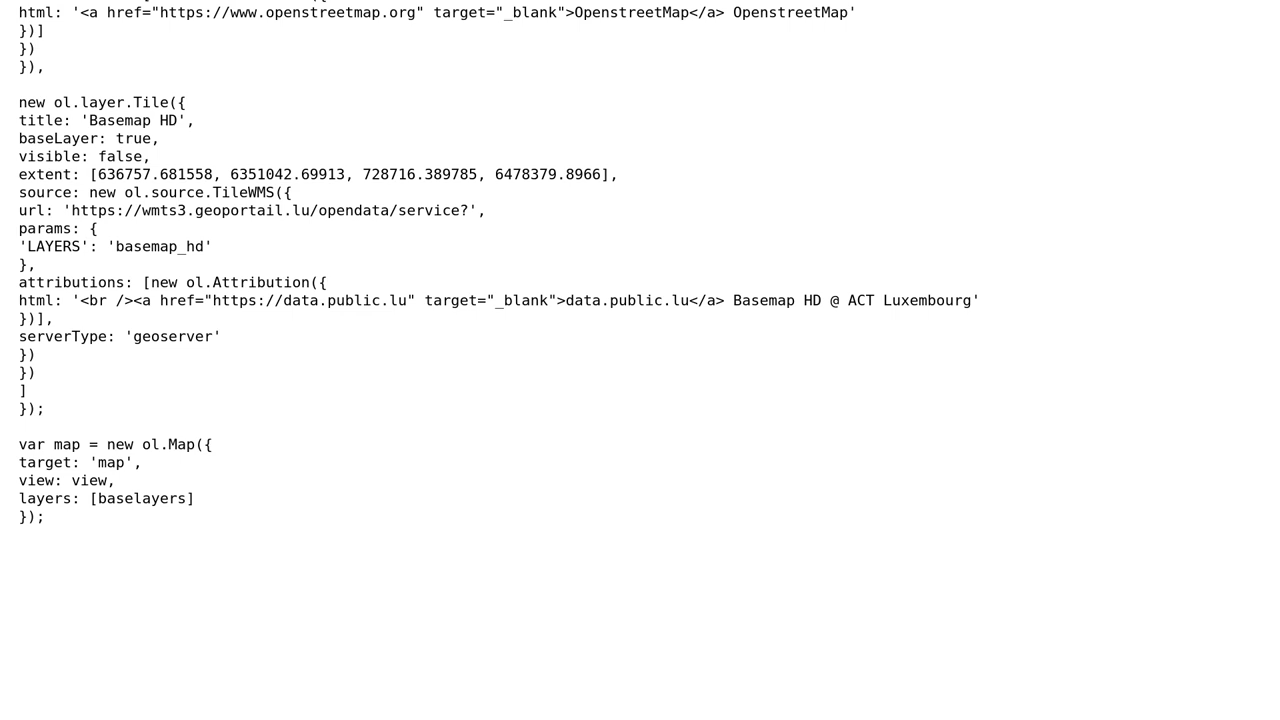 html: '<a href="https://www.openstreetmap.org" target="_blank">OpenstreetMap</a> OpenstreetMap'
})]
})
}),
new ol.layer.Tile({
title: 'Basemap HD',
baseLayer: true,
visible: false,
extent: [636757.681558, 6351042.69913, 728716.389785, 6478379.8966],
source: new ol.source.TileWMS({
url: 'https://wmts3.geoportail.lu/opendata/service?',
params: {
'LAYERS': 'basemap_hd'
},
attributions: [new ol.Attribution({
html: '<br /><a href="https://data.public.lu" target="_blank">data.public.lu</a> Basemap HD @ ACT Luxembourg'
})],
serverType: 'geoserver'
})
})
]
});
var map = new ol.Map({
target: 'map',
view: view,
layers: [baselayers]
});